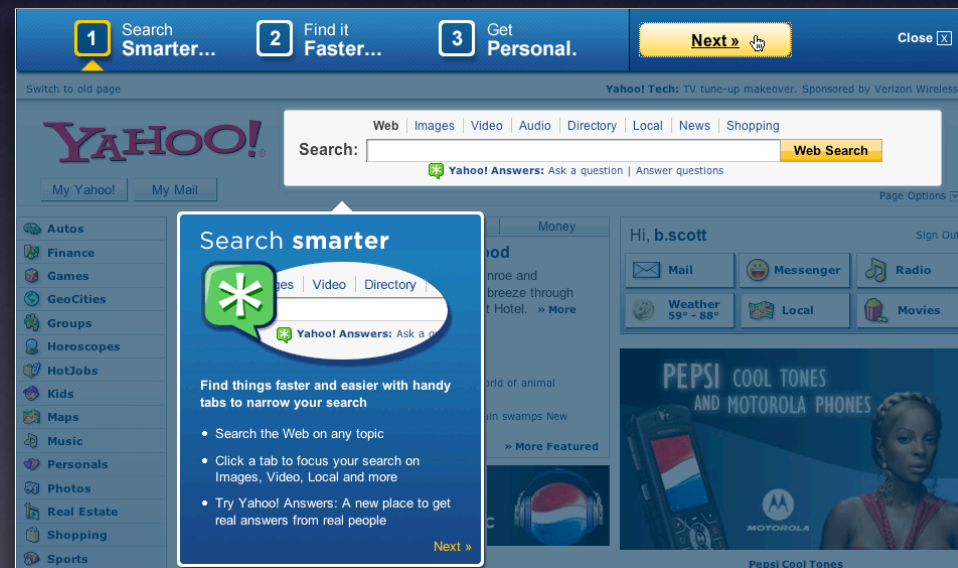 1 Search Smarter...
2 Find it Faster...
3 Get Personal.
Next »
Close X
Switch to old page
Yahoo! Tech: TV tune-up makeover. Sponsored by Verizon Wireless
YAHOO!
Web | Images | Video | Audio | Directory | Local | News | Shopping
Search:
Web Search
Yahoo! Answers: Ask a question | Answer questions
My Yahoo!
My Mail
Page Options
Autos
Finance
Games
GeoCities
Groups
Horoscopes
HotJobs
Kids
Maps
Music
Personals
Photos
Real Estate
Shopping
Sports
Search smarter
Video | Directory
Yahoo! Answers: Ask a
Find things faster and easier with handy
tabs to narrow your search
• Search the Web on any topic
• Click a tab to focus your search on
Images, Video, Local and more
• Try Yahoo! Answers: A new place to get
real answers from real people
Next »
Money
and
breeze through
Hotel. » More
of animal
swamps New
» More Featured
Hi, b.scott
Sign Out
Mail
Messenger
Radio
Weather
59° - 88°
Local
Movies
PEPSI COOL TONES
AND MOTOROLA PHONES
MOTOROLA
Pepsi Cool Tones